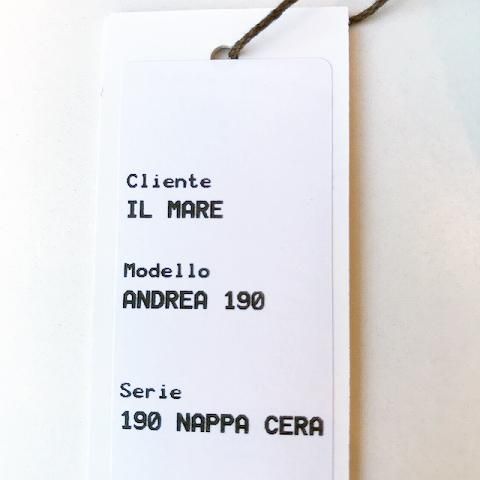 Cliente
IL MARE
Modello
ANDREA 190
Serie
190 NAPPA CERA